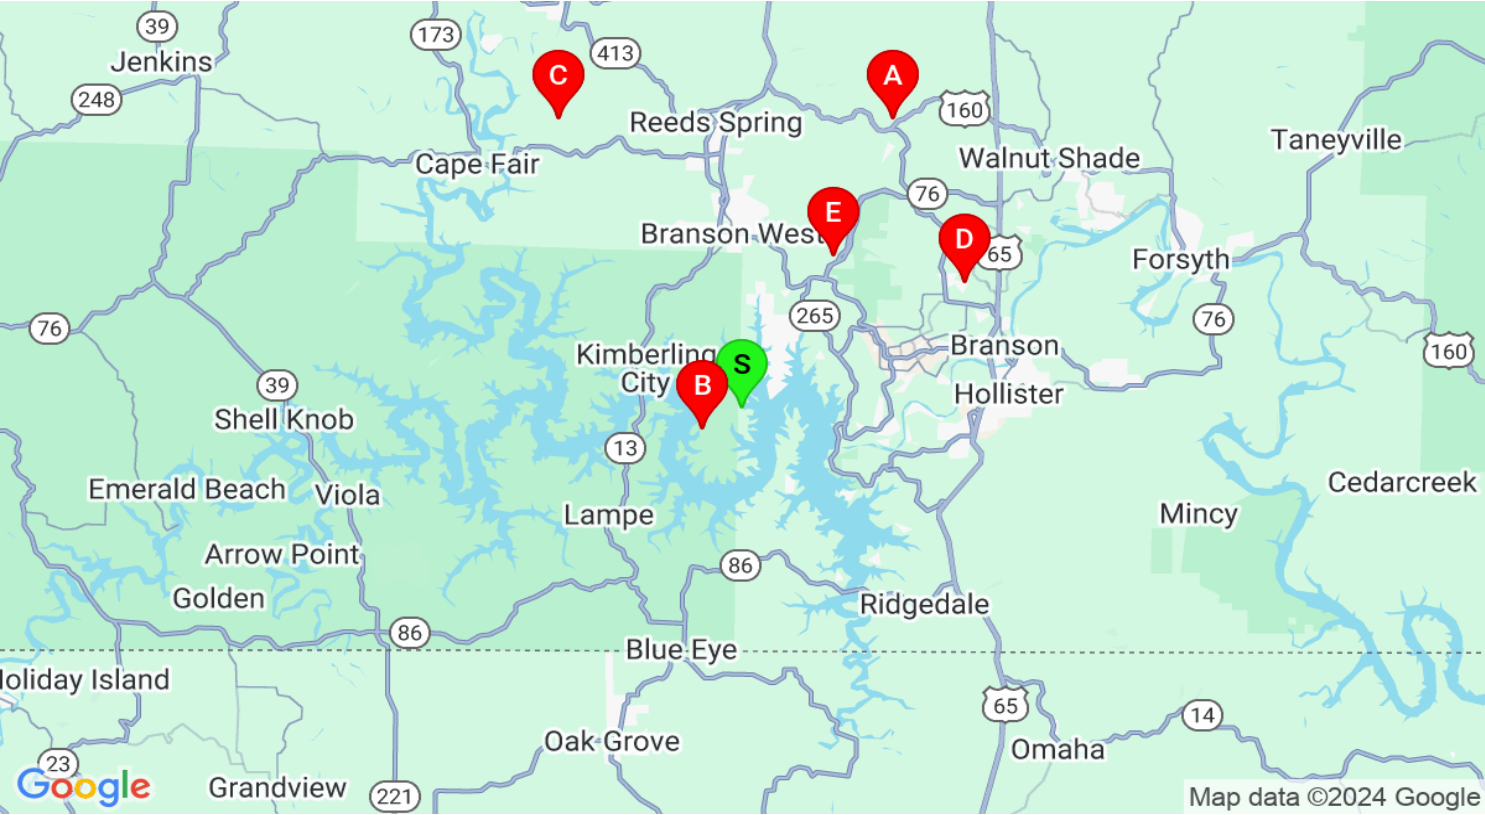 39
173
413
Jenkins
C
A
248
160
Reeds Spring
Taneyville
Cape Fair
Walnut Shade
76
E
Branson West
D
65
Forsyth
76
265
76
160
Kimberling
City
S
B
Branson
39
Hollister
Shell Knob
13
Emerald Beach
Viola
Cedarcreek
Lampe
Mincy
Arrow Point
86
Golden
Ridgedale
86
Blue Eye
oliday Island
65
14
Oak Grove
Omaha
23
Google
Grandview
221
Map data ©2024 Google